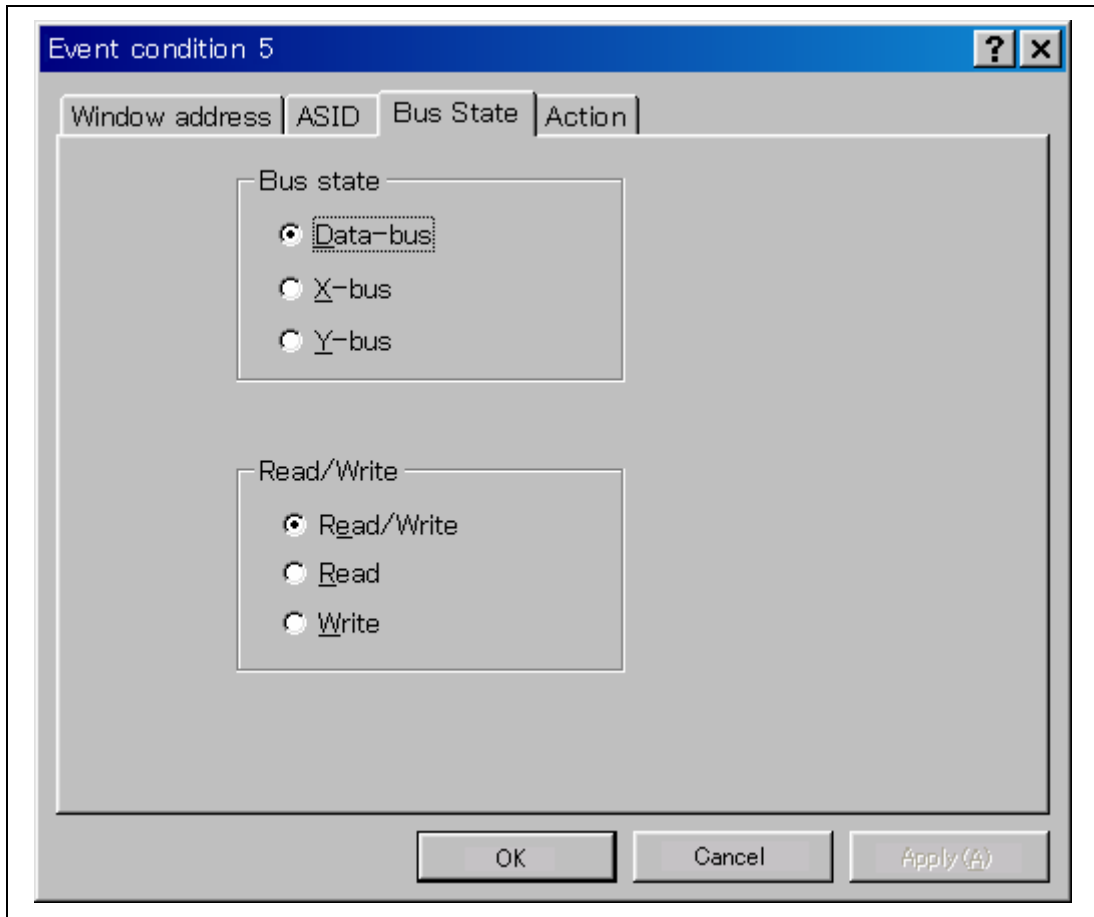 Event condition 5
Window address ASID Bus State Action
Bus state
Data-bus
X-bus
Y-bus
Read/Write
Read/Write
Read
Write
OK Cancel Apply(A)